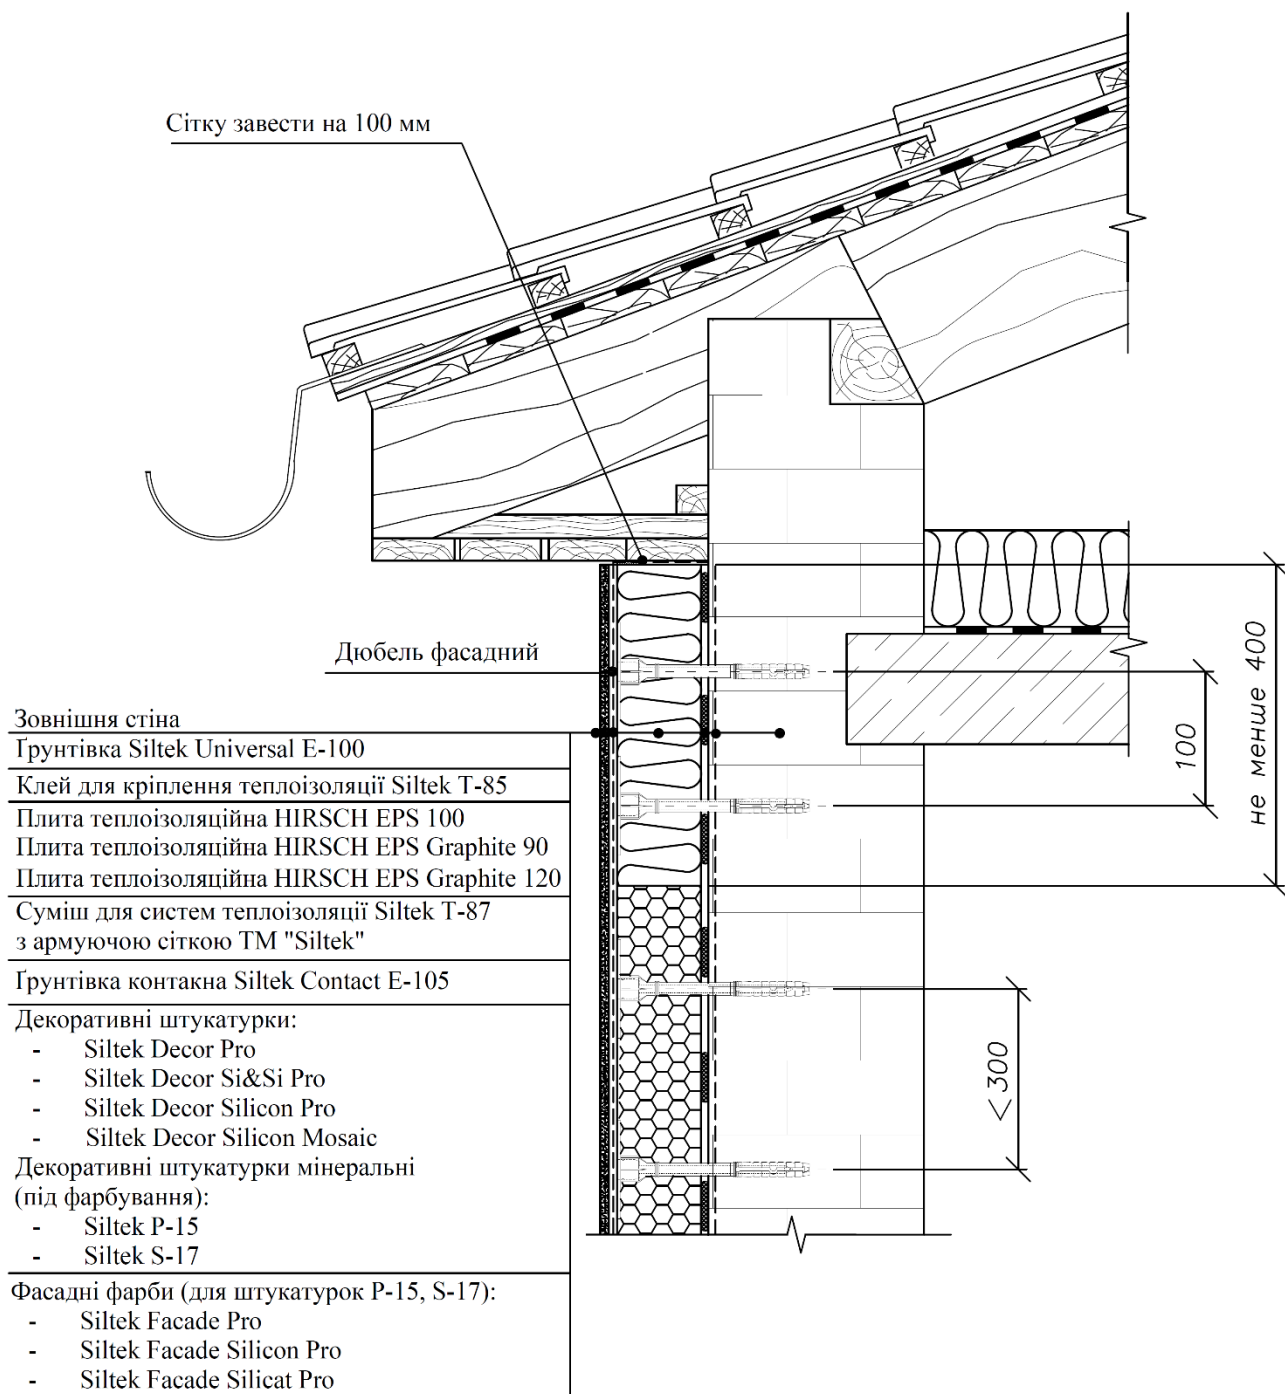 Сітку завести на 100 мм
Дюбель фасадний
Зовнішня стіна
Ґрунтівка Siltek Universal E-100
Клей для кріплення теплоізоляції Siltek T-85
Плита теплоізоляційна HIRSCH EPS 100
Плита теплоізоляційна HIRSCH EPS Graphite 90
Плита теплоізоляційна HIRSCH EPS Graphite 120
Суміш для систем теплоізоляції Siltek T-87
з армуючою сіткою ТМ "Siltek"
Ґрунтівка контакна Siltek Contact E-105
Декоративні штукатурки:
- Siltek Decor Pro
- Siltek Decor Si&Si Pro
- Siltek Decor Silicon Pro
- Siltek Decor Silicon Mosaic
Декоративні штукатурки мінеральні
(під фарбування):
- Siltek P-15
- Siltek S-17
Фасадні фарби (для штукатурок P-15, S-17):
- Siltek Facade Pro
- Siltek Facade Silicon Pro
- Siltek Facade Silicat Pro
100
не менше 400
<300